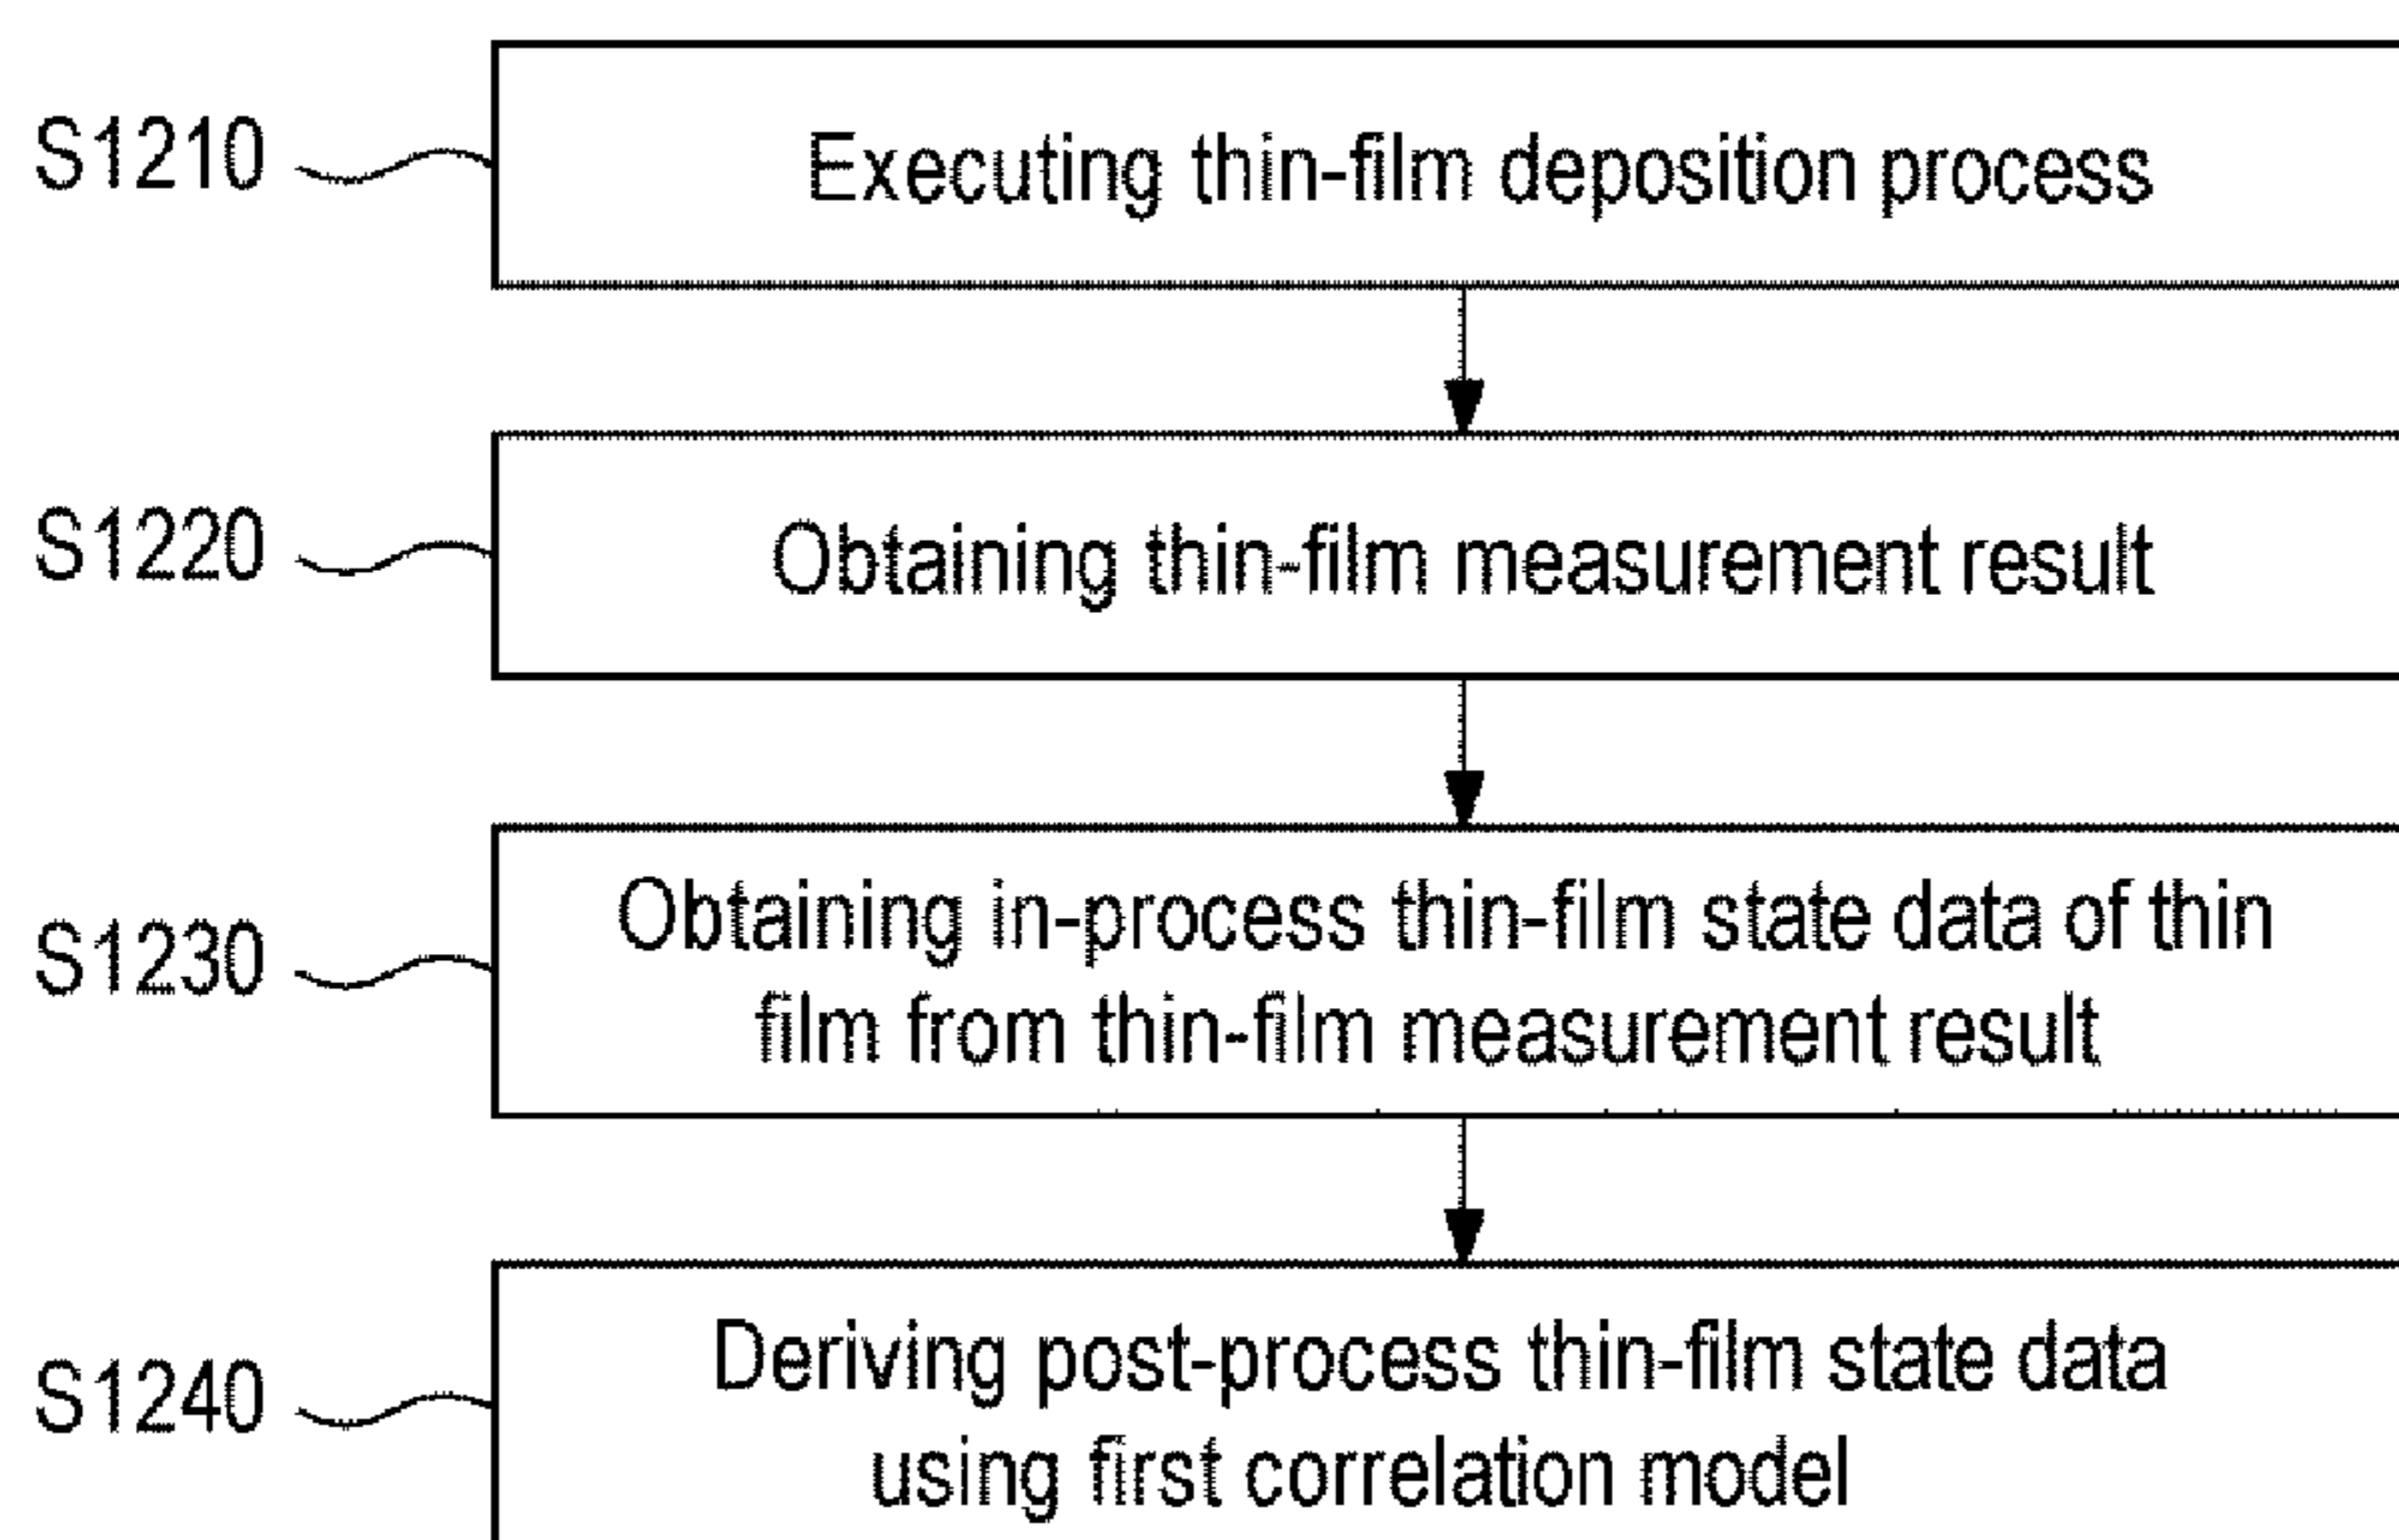 S1210
Executing thin-film deposition process
S1220
Obtaining thin-film measurement result
S1230
Obtaining in-process thin-film state data of thin
film from thin-film measurement result
S1240
Deriving post-process thin-film state data
using first correlation model